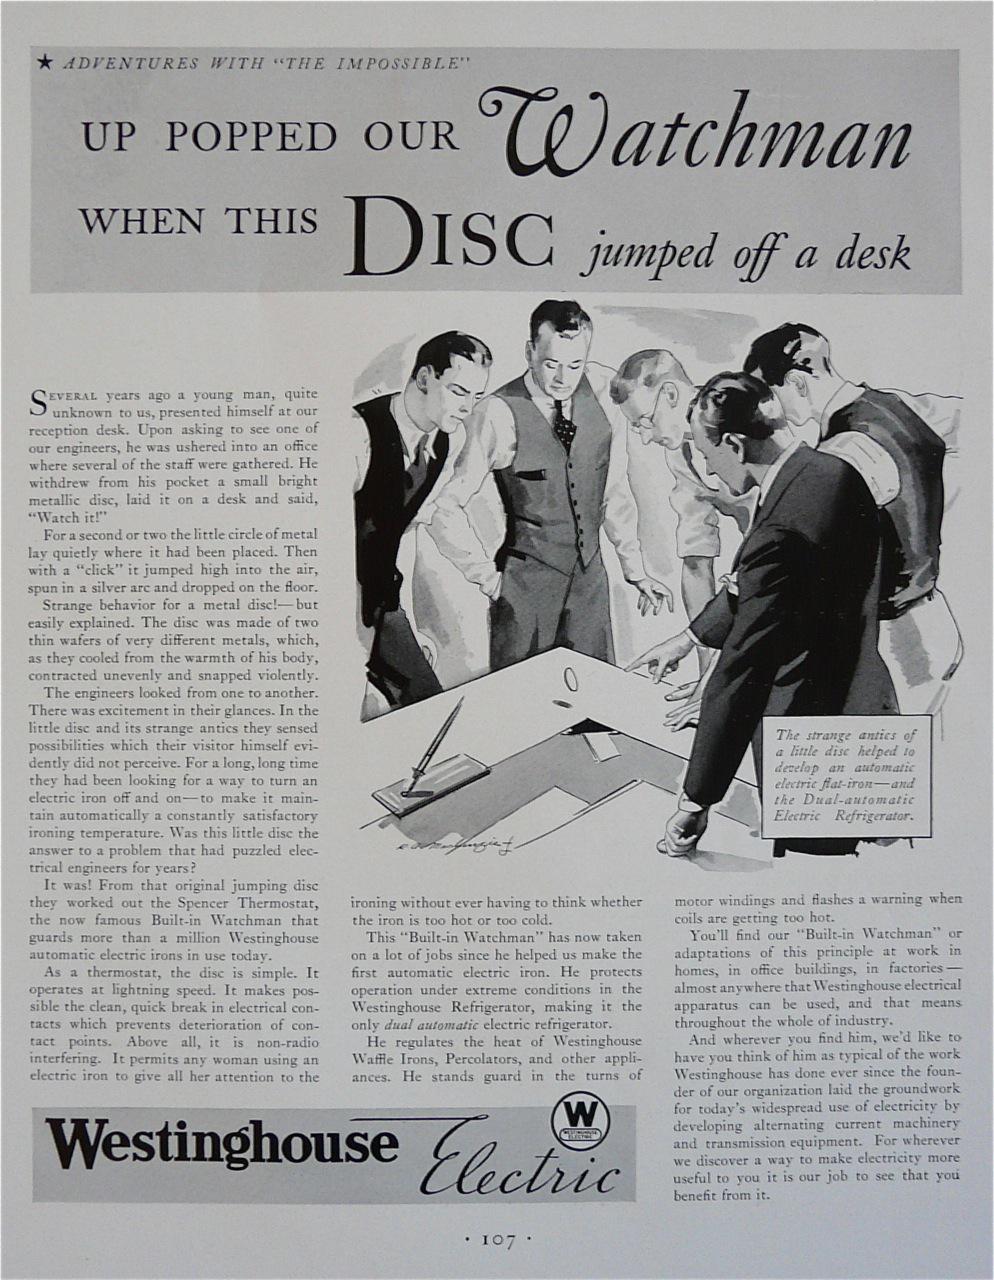 ★ ADVENTURES WITH "THE IMPOSSIBLE"
UP POPPED OUR Watchman
WHEN THIS DISC jumped off a desk
SEVERAL years ago a young man, quite
unknown to us, presented himself at our
reception desk. Upon asking to see one of
our engineers, he was ushered into an office
where several of the staff were gathered. He
withdrew from his pocket a small bright
metallic disc, laid it on a desk and said,
"Watch it!"
For a second or two the little circle of metal
lay quietly where it had been placed. Then
with a "click" it jumped high into the air,
spun in a silver arc and dropped on the floor.
Strange behavior for a metal disc!—but
easily explained. The disc was made of two
thin wafers of very different metals, which,
as they cooled from the warmth of his body,
contracted unevenly and snapped violently.
The engineers looked from one to another.
There was excitement in their glances. In the
little disc and its strange antics they sensed
possibilities which their visitor himself evi-
dently did not perceive. For a long, long time
they had been looking for a way to turn an
electric iron off and on—to make it main-
tain automatically a constantly satisfactory
ironing temperature. Was this little disc the
answer to a problem that had puzzled elec-
trical engineers for years?
It was! From that original jumping disc
they worked out the Spencer Thermostat,
the now famous Built-in Watchman that
guards more than a million Westinghouse
automatic electric irons in use today.
As a thermostat, the disc is simple. It
operates at lightning speed. It makes pos-
sible the clean, quick break in electrical con-
tacts which prevents deterioration of con-
tact points. Above all, it is non-radio
interfering. It permits any woman using an
electric iron to give all her attention to the
The strange antics of
a little disc helped to
develop an automatic
electric flat-iron—and
the Dual-automatic
Electric Refrigerator.
ironing without ever having to think whether
the iron is too hot or too cold.
This "Built-in Watchman" has now taken
on a lot of jobs since he helped us make the
first automatic electric iron. He protects
operation under extreme conditions in the
Westinghouse Refrigerator, making it the
only dual automatic electric refrigerator.
He regulates the heat of Westinghouse
Waffle Irons, Percolators, and other appli-
ances. He stands guard in the turns of
motor windings and flashes a warning when
coils are getting too hot.
You'll find our "Built-in Watchman" or
adaptations of this principle at work in
homes, in office buildings, in factories—
almost anywhere that Westinghouse electrical
apparatus can be used, and that means
throughout the whole of industry.
And wherever you find him, we'd like to
have you think of him as typical of the work
Westinghouse has done ever since the foun-
der of our organization laid the groundwork
for today's widespread use of electricity by
developing alternating current machinery
and transmission equipment. For wherever
we discover a way to make electricity more
useful to you it is our job to see that you
benefit from it.
Westinghouse Electric
W
WESTINGHOUSE
ELECTRIC
· 107 ·